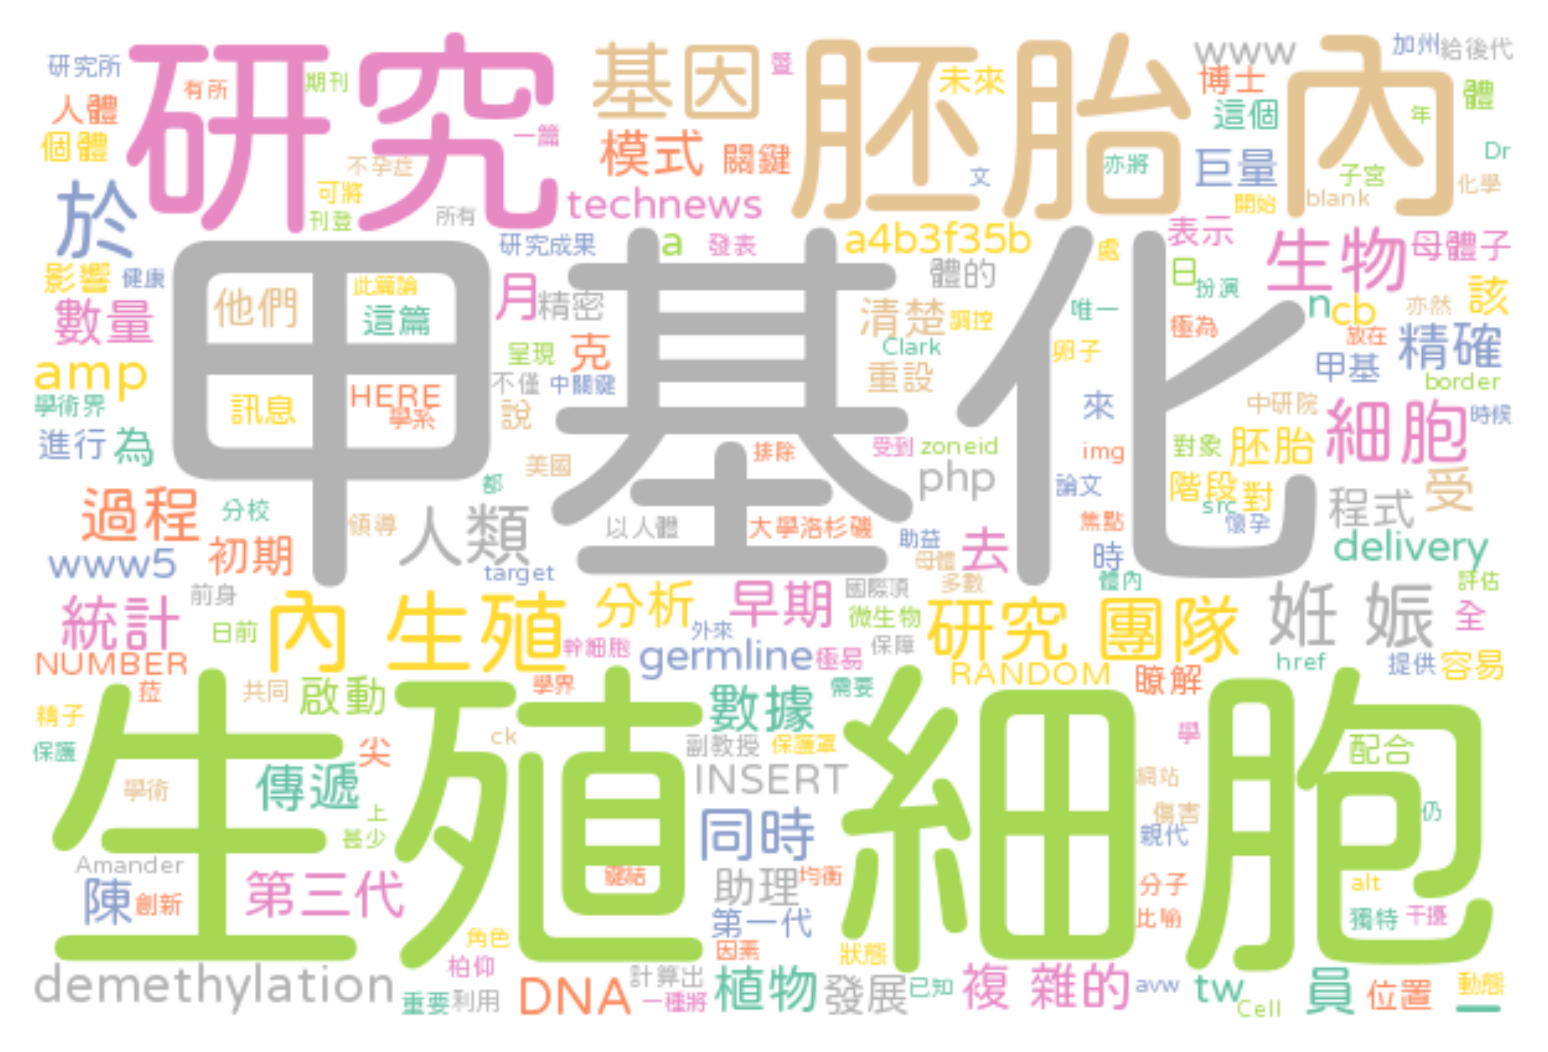 研究
基因
胚胎 內
甲基化
生殖 細胞
研究所
有所
期刊
暨
未來
www
加州
給後代
人體
一篇
模式
關鍵
博士
這個
體
年
個體
不孕症
可將
刊登
所有
technews
亦將
文
巨量
子宮
Dr
化學
開始
blank
於
研究成果
a
發表
a4b3f35b
表示
生物
母體子
影響
健康
此篇論
月
精密
體的
處
日
扮演
n
cb
亦然
該
數量
他們
這篇
呈現
克
清楚
調控
唯一
極為
放在
精確
Clark
卵子
甲基
amp
HERE
不僅
中關鍵
重設
border
學術界
訊息
學系
說
來
中研院
細胞
時候
進行
為
美國
排除
受到
zoneid
img
對象
胚胎
都
php
論文
階段
對
受
過程
分校
領導
人類
以人體
大學洛杉磯
助益
去
焦點
src
懷孕
程式
www5
初期
target
母體
時
delivery
前身
體內
多數
國際頂
評估
統計
日前
內 生殖
分析
早期
微生物
研究 團隊
妊 娠
全
外來
幹細胞
germline
極易
保障
NUMBER
RANDOM
href
提供
容易
菈
共同
啟動
學界
需要
瞭解
精子
數據
保護
尖
ck
副教授
保護罩
學
配合
學術
傳遞
INSERT
網站
傷害
上
甚少
同時
親代
仍
Amander
鍵結
助理
均衡
陳
創新
第三代
分子
alt
第一代
比喻
獨特
干擾
角色
因素
狀態
demethylation
柏仰
計算出
重要
利用
DNA
一種將
植物
發展
已知
複 雜的
avw
tw
Cell
員
位置
動態
一